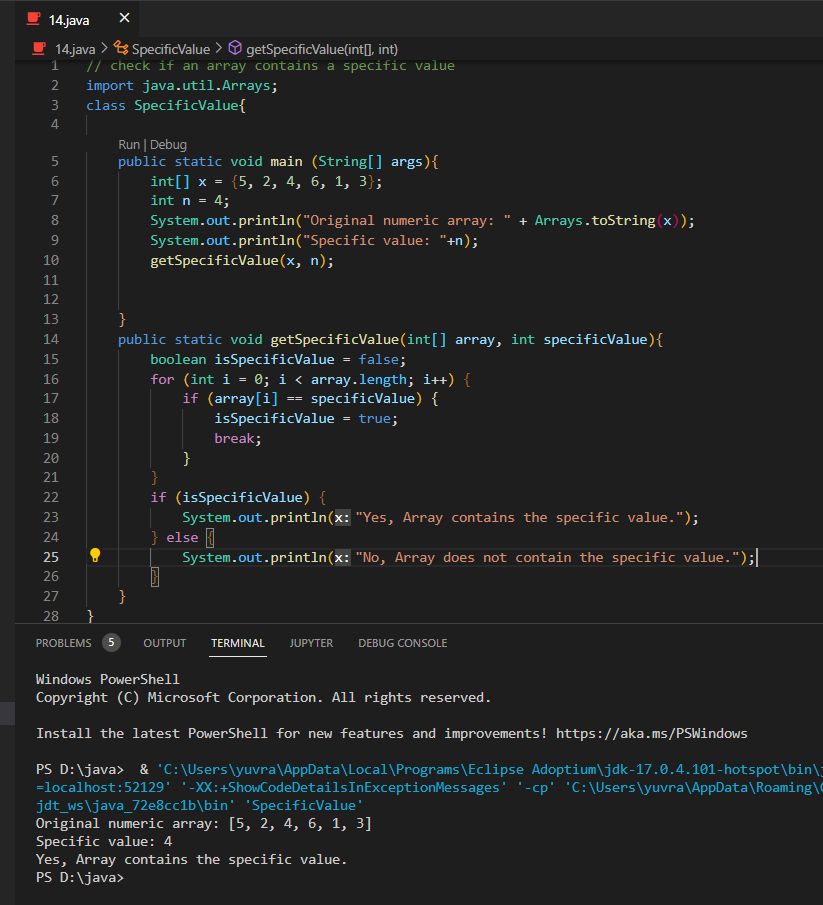 14.java ×
14.java > SpecificValue > getSpecificValue(int[], int)
1 // check if an array contains a specific value
2 import java.util.Arrays;
3 class SpecificValue{
4
Run | Debug
5 public static void main (String[] args){
6 int[] x = {5, 2, 4, 6, 1, 3};
7 int n = 4;
8 System.out.println("Original numeric array: " + Arrays.toString(x));
9 System.out.println("Specific value: "+n);
10 getSpecificValue(x, n);
11
12
13 }
14 public static void getSpecificValue(int[] array, int specificValue){
15 boolean isSpecificValue = false;
16 for (int i = 0; i < array.length; i++) {
17 if (array[i] == specificValue) {
18 isSpecificValue = true;
19 break;
20 }
21 }
22 if (isSpecificValue) {
23 System.out.println(x: "Yes, Array contains the specific value.");
24 } else {
25 System.out.println(x: "No, Array does not contain the specific value.");
26 }
27 }
28 }
PROBLEMS 5 OUTPUT TERMINAL JUPYTER DEBUG CONSOLE
Windows PowerShell
Copyright (C) Microsoft Corporation. All rights reserved.
Install the latest PowerShell for new features and improvements! https://aka.ms/PSWindows
PS D:\java> & 'C:\Users\yuvra\AppData\Local\Programs\Eclipse Adoptium\jdk-17.0.4.101-hotspot\bin\j
=localhost:52129' '-XX:+ShowCodeDetailsInExceptionMessages' '-cp' 'C:\Users\yuvra\AppData\Roaming\C
jdt_ws\java_72e8cc1b\bin' 'SpecificValue'
Original numeric array: [5, 2, 4, 6, 1, 3]
Specific value: 4
Yes, Array contains the specific value.
PS D:\java>